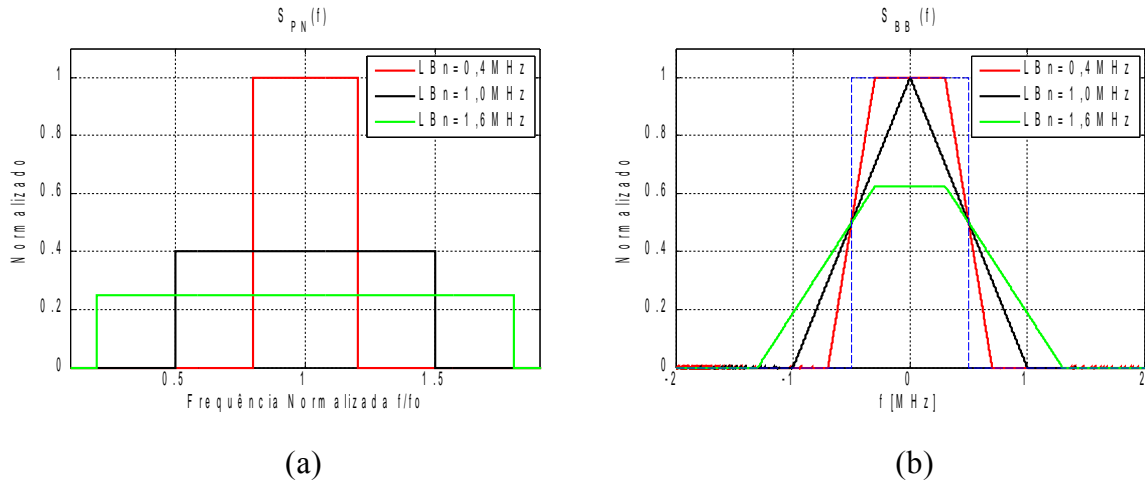 S_PN(f)
LBn=0,4MHz
LBn=1,0MHz
LBn=1,6MHz
Normalizado
1
0.8
0.6
0.4
0.2
0
0.5
1
1.5
Frequência Normalizada f/fo
(a)
S_BB(f)
LBn=0,4MHz
LBn=1,0MHz
LBn=1,6MHz
Normalizado
1
0.8
0.6
0.4
0.2
0
-2
-1
0
1
2
f [MHz]
(b)